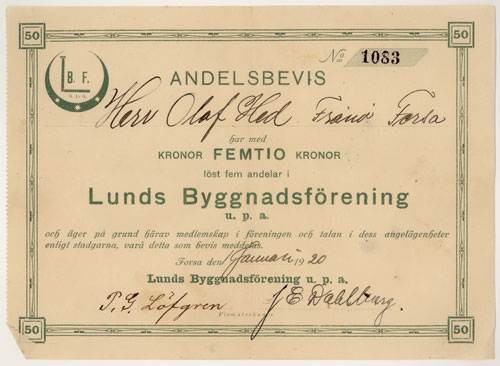 50
50
No 1083
L B. F.
u. p. a.
ANDELSBEVIS
Herr Olof Hed Frånö Forsa
har med
KRONOR FEMTIO KRONOR
löst fem andelar i
Lunds Byggnadsförening
u. p. a.
och äger på grund härav medlemskap i föreningen och talan i dess angelägenheter
enligt stadgarna, varå detta som bevis meddelas.
Forsa den Januari 1920
Lunds Byggnadsförening u. p. a.
P. G. Löfgren J E Dahlberg.
Firmatecknare
50
50